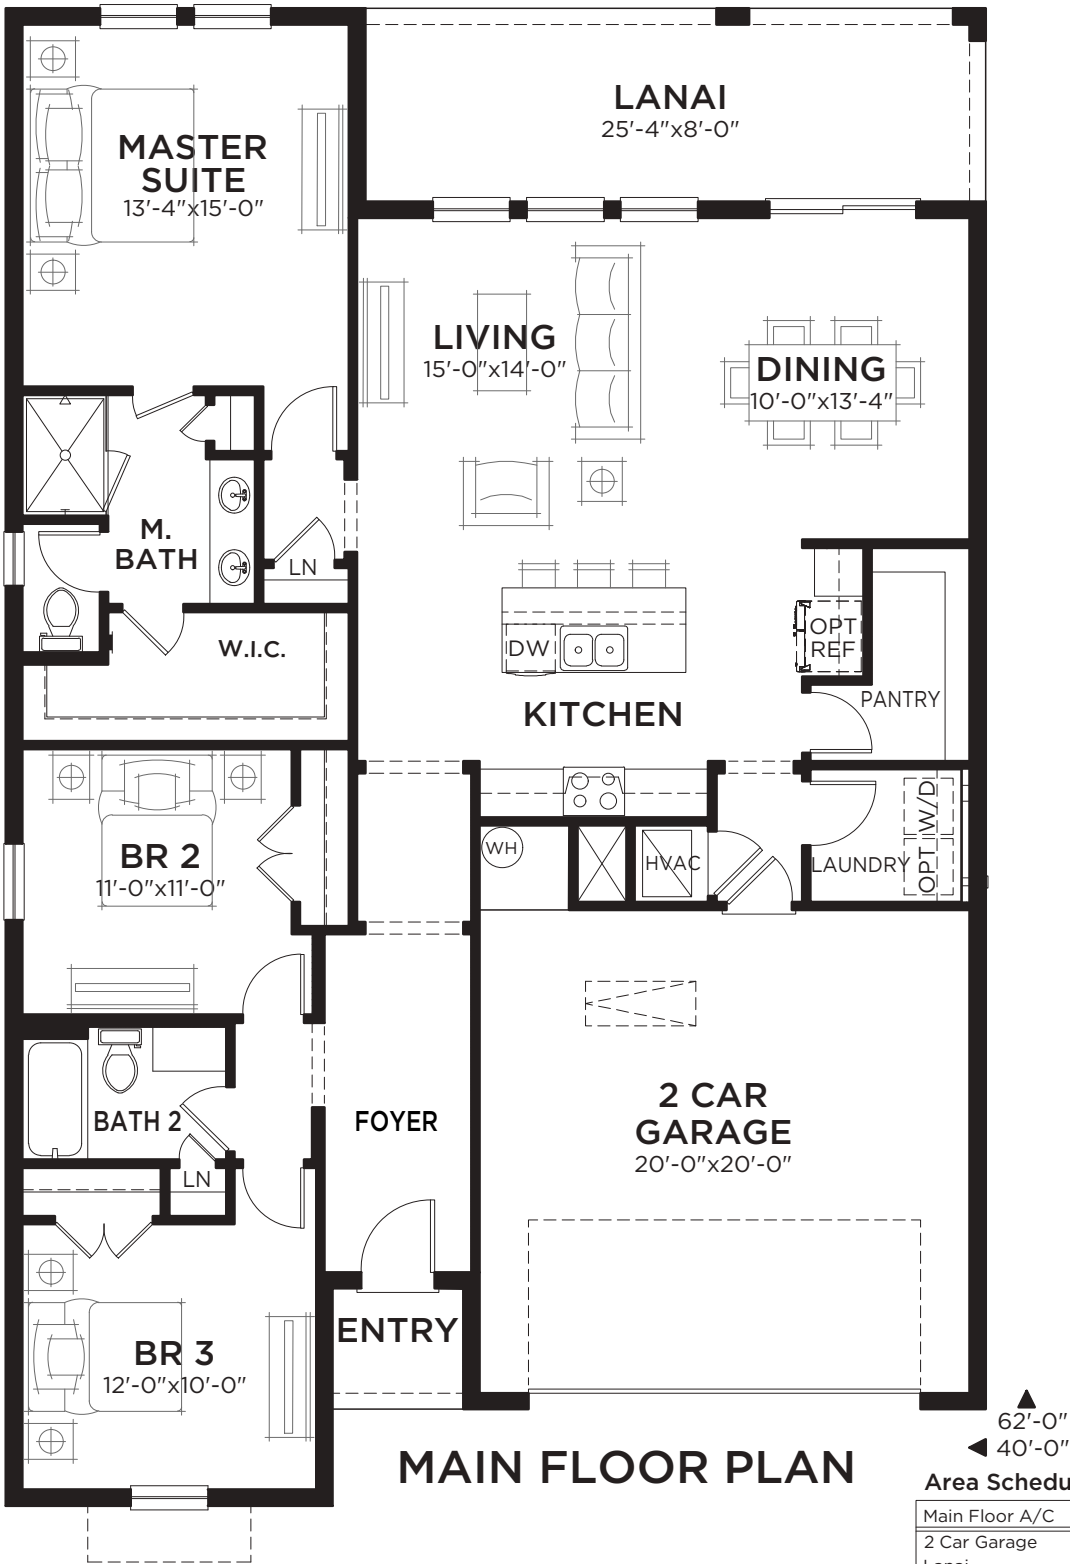 LANAI
25'-4"x8'-0"
MASTER
SUITE
13'-4"x15'-0"
LIVING
15'-0"x14'-0"
DINING
10'-0"x13'-4"
M.
BATH
LN
W.I.C.
DW
OPT
REF
KITCHEN
PANTRY
BR 2
11'-0"x11'-0"
WH
HVAC
LAUNDRY
OPT W/D
2 CAR
GARAGE
20'-0"x20'-0"
BATH 2
FOYER
LN
ENTRY
BR 3
12'-0"x10'-0"
MAIN FLOOR PLAN
62'-0"
40'-0"
Area Schedu
Main Floor A/C
2 Car Garage
Lanai